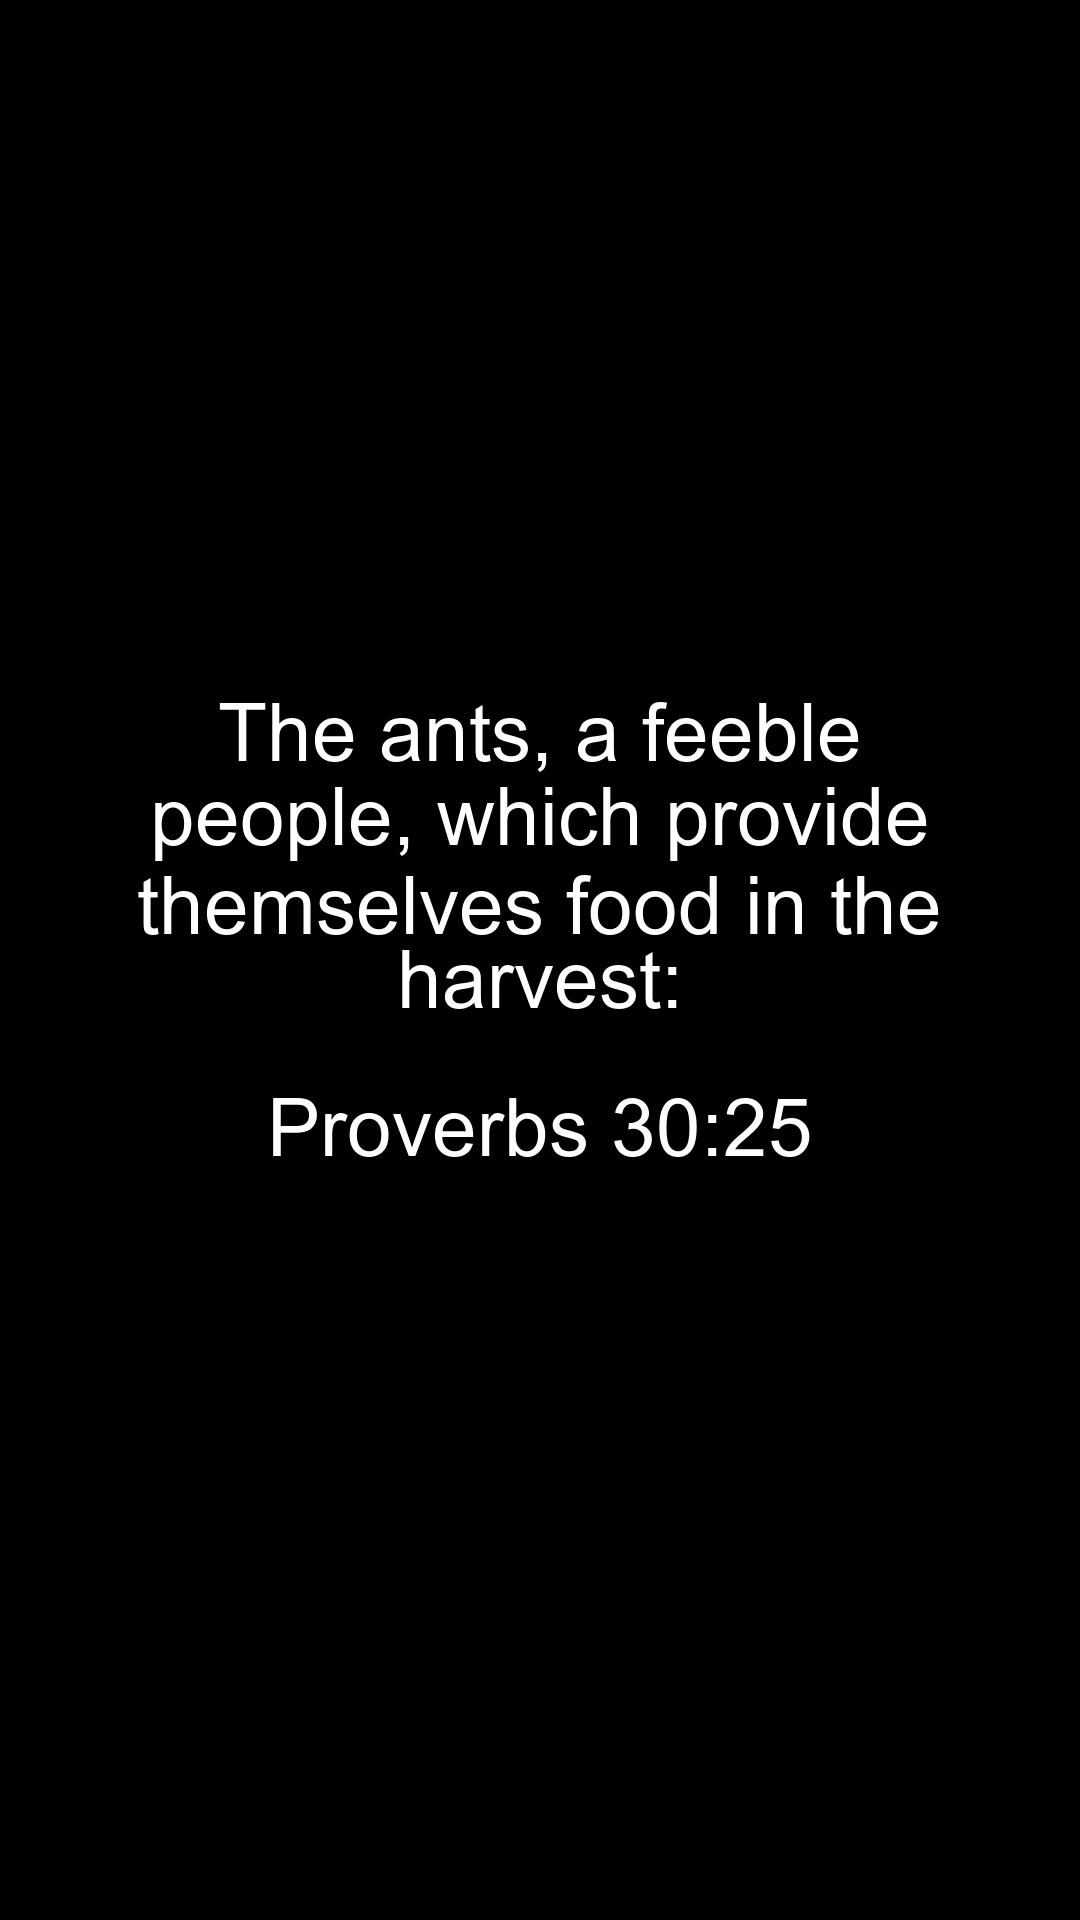 The ants, a feeble
people, which provide
themselves food in the
harvest:
Proverbs 30:25